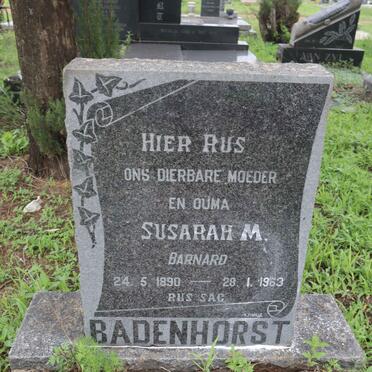 HIER RUS
ONS DIERBARE MOEDER
EN OUMA
SUSARAH M.
BARNARD
24. 5. 1890 — 28. 1. 1963
RUS SAG
BADENHORST